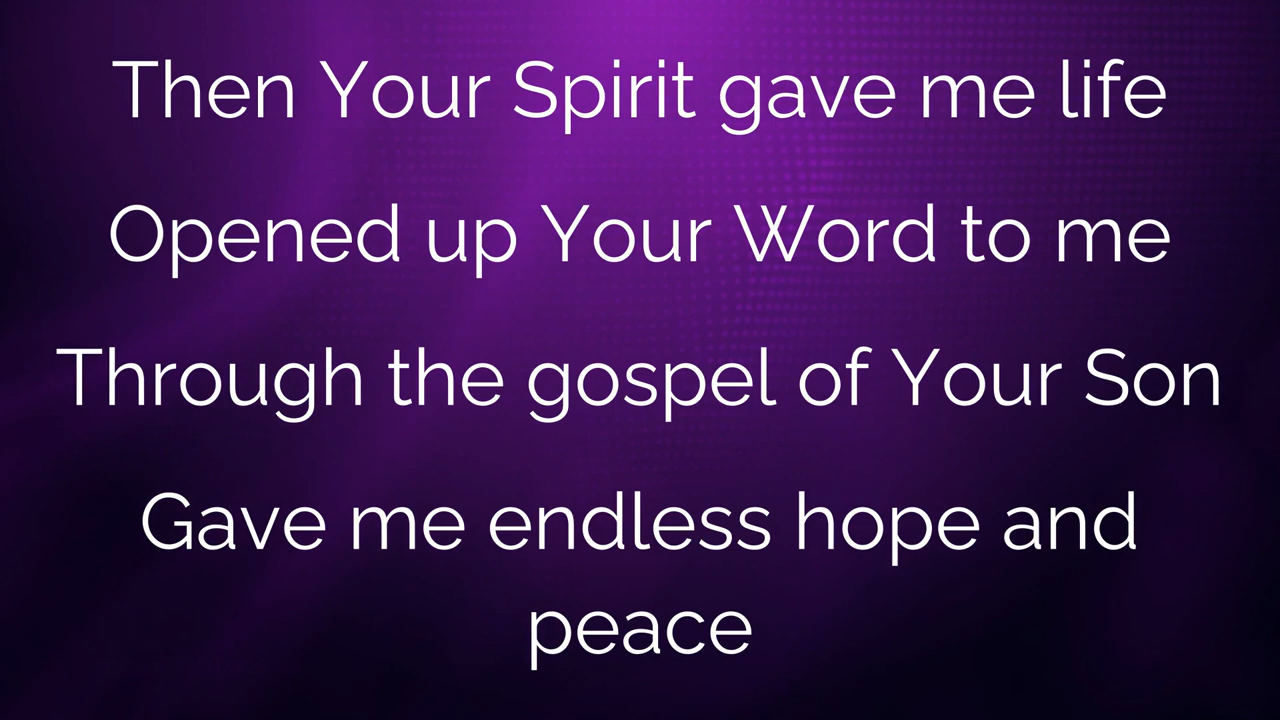 Then Your Spirit gave me life
Opened up Your Word to me
Through the gospel of Your Son
Gave me endless hope and
peace